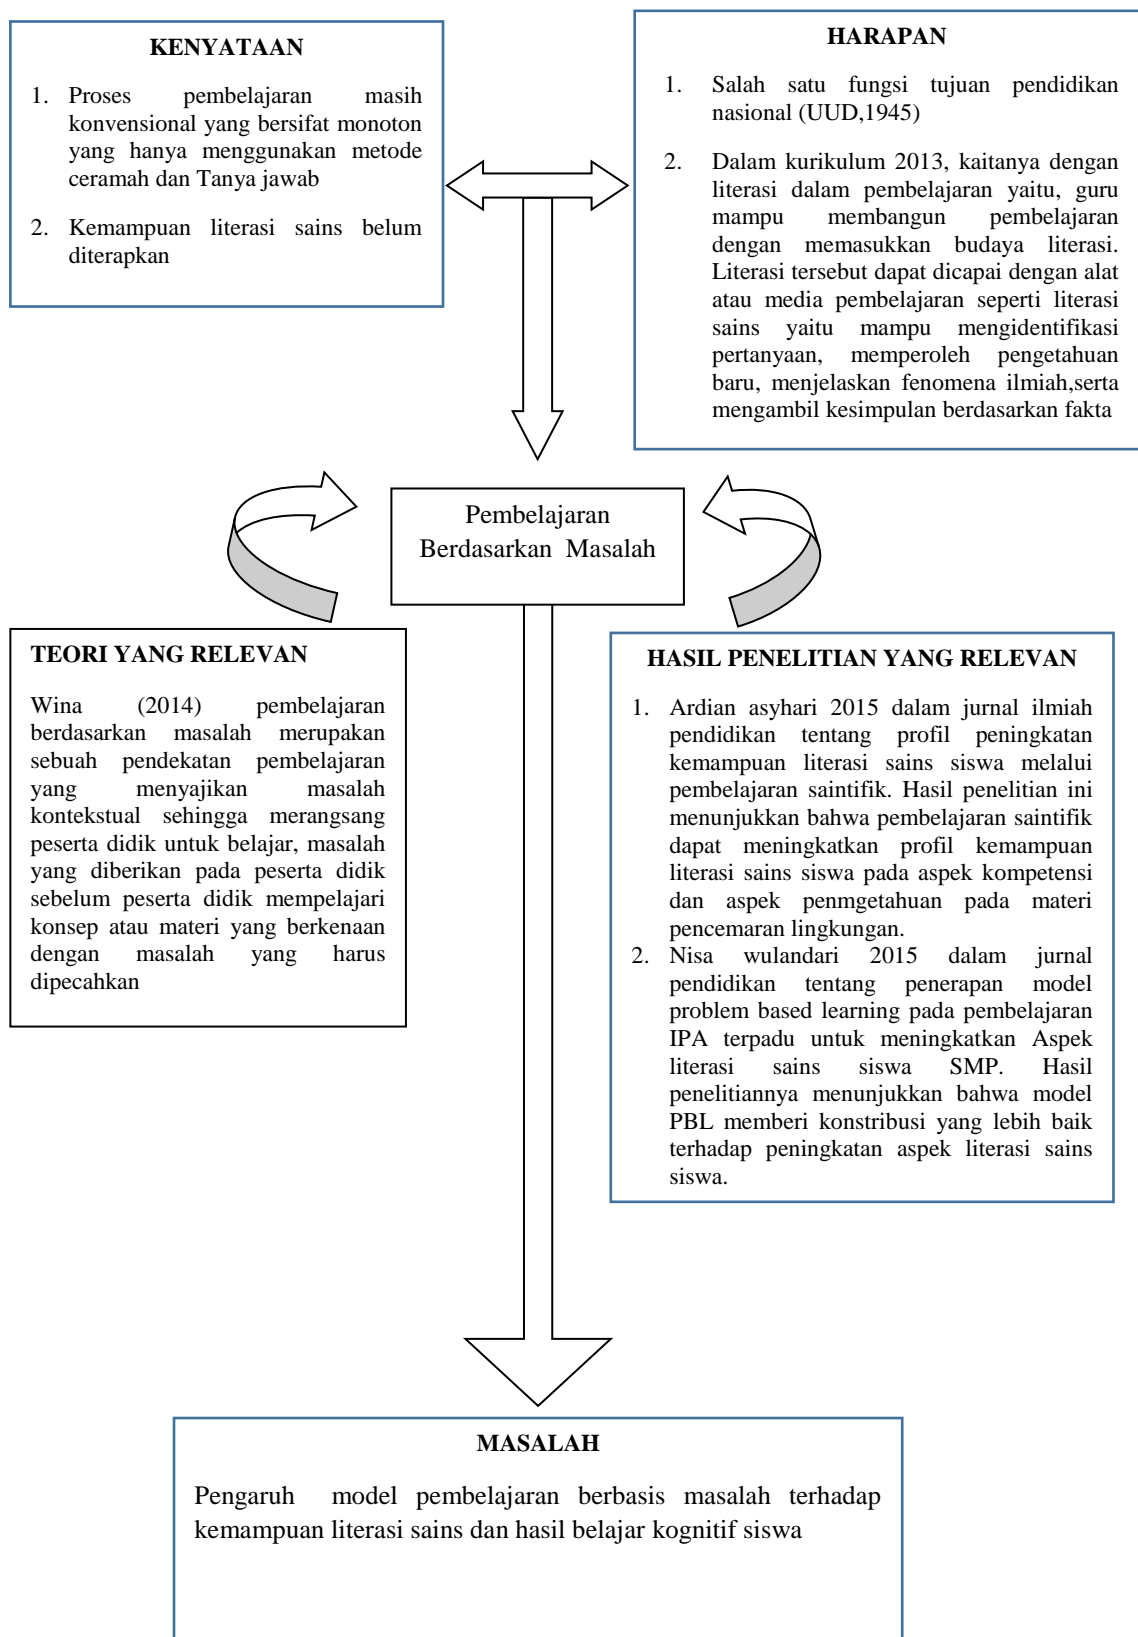 KENYATAAN
1. Proses pembelajaran masih
konvensional yang bersifat monoton
yang hanya menggunakan metode
ceramah dan Tanya jawab
2. Kemampuan literasi sains belum
diterapkan
HARAPAN
1. Salah satu fungsi tujuan pendidikan
nasional (UUD,1945)
2. Dalam kurikulum 2013, kaitanya dengan
literasi dalam pembelajaran yaitu, guru
mampu membangun pembelajaran
dengan memasukkan budaya literasi.
Literasi tersebut dapat dicapai dengan alat
atau media pembelajaran seperti literasi
sains yaitu mampu mengidentifikasi
pertanyaan, memperoleh pengetahuan
baru, menjelaskan fenomena ilmiah,serta
mengambil kesimpulan berdasarkan fakta
Pembelajaran
Berdasarkan Masalah
TEORI YANG RELEVAN
Wina (2014) pembelajaran
berdasarkan masalah merupakan
sebuah pendekatan pembelajaran
yang menyajikan masalah
kontekstual sehingga merangsang
peserta didik untuk belajar, masalah
yang diberikan pada peserta didik
sebelum peserta didik mempelajari
konsep atau materi yang berkenaan
dengan masalah yang harus
dipecahkan
HASIL PENELITIAN YANG RELEVAN
1. Ardian asyhari 2015 dalam jurnal ilmiah
pendidikan tentang profil peningkatan
kemampuan literasi sains siswa melalui
pembelajaran saintifik. Hasil penelitian ini
menunjukkan bahwa pembelajaran saintifik
dapat meningkatkan profil kemampuan
literasi sains siswa pada aspek kompetensi
dan aspek penmgetahuan pada materi
pencemaran lingkungan.
2. Nisa wulandari 2015 dalam jurnal
pendidikan tentang penerapan model
problem based learning pada pembelajaran
IPA terpadu untuk meningkatkan Aspek
literasi sains siswa SMP. Hasil
penelitiannya menunjukkan bahwa model
PBL memberi konstribusi yang lebih baik
terhadap peningkatan aspek literasi sains
siswa.
MASALAH
Pengaruh model pembelajaran berbasis masalah terhadap
kemampuan literasi sains dan hasil belajar kognitif siswa